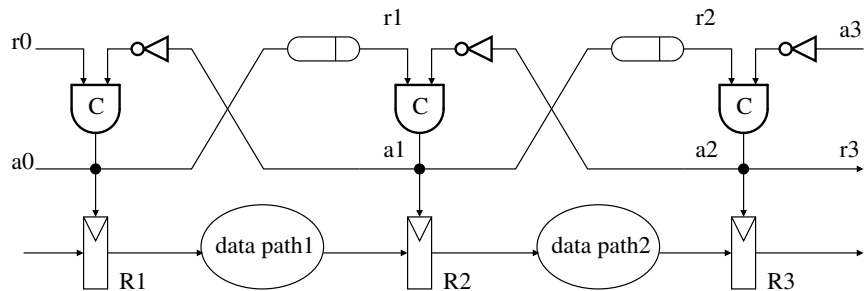 r1 r2
r0 a3
C C C
a0 a1 a2 r3
data path1 data path2
R1 R2 R3